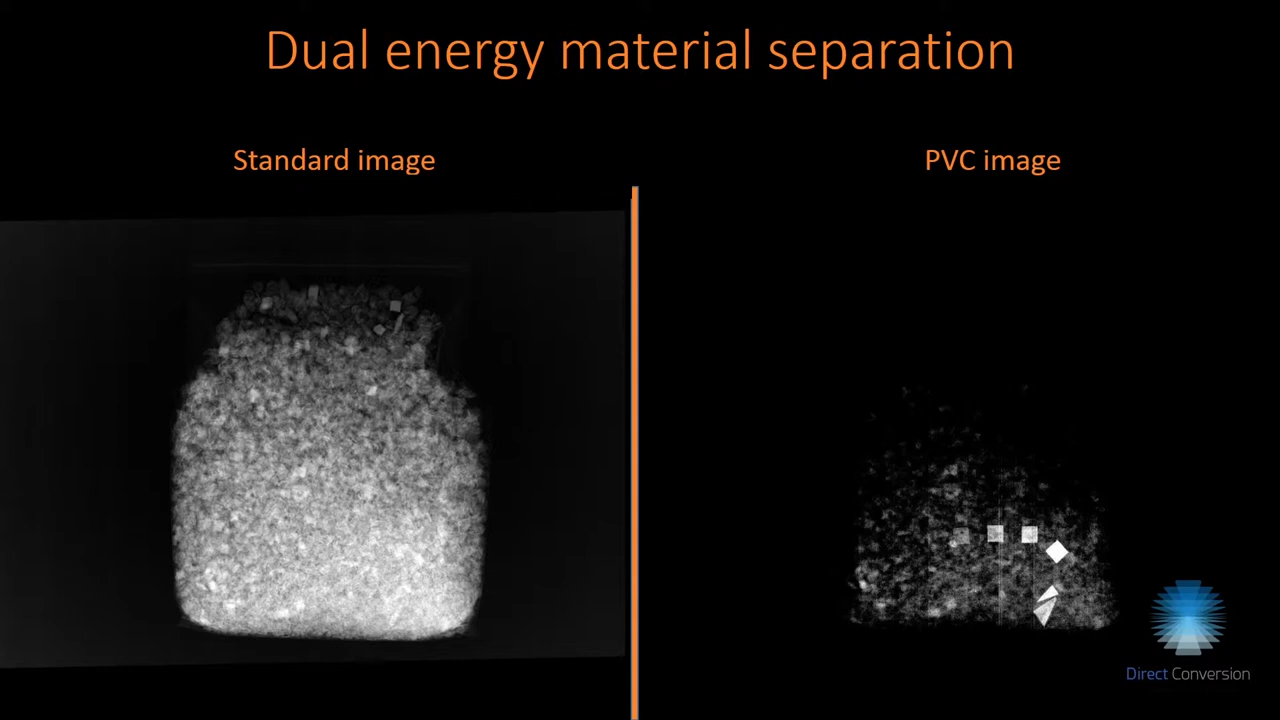 Dual energy material separation
Standard image
PVC image
Direct Conversion